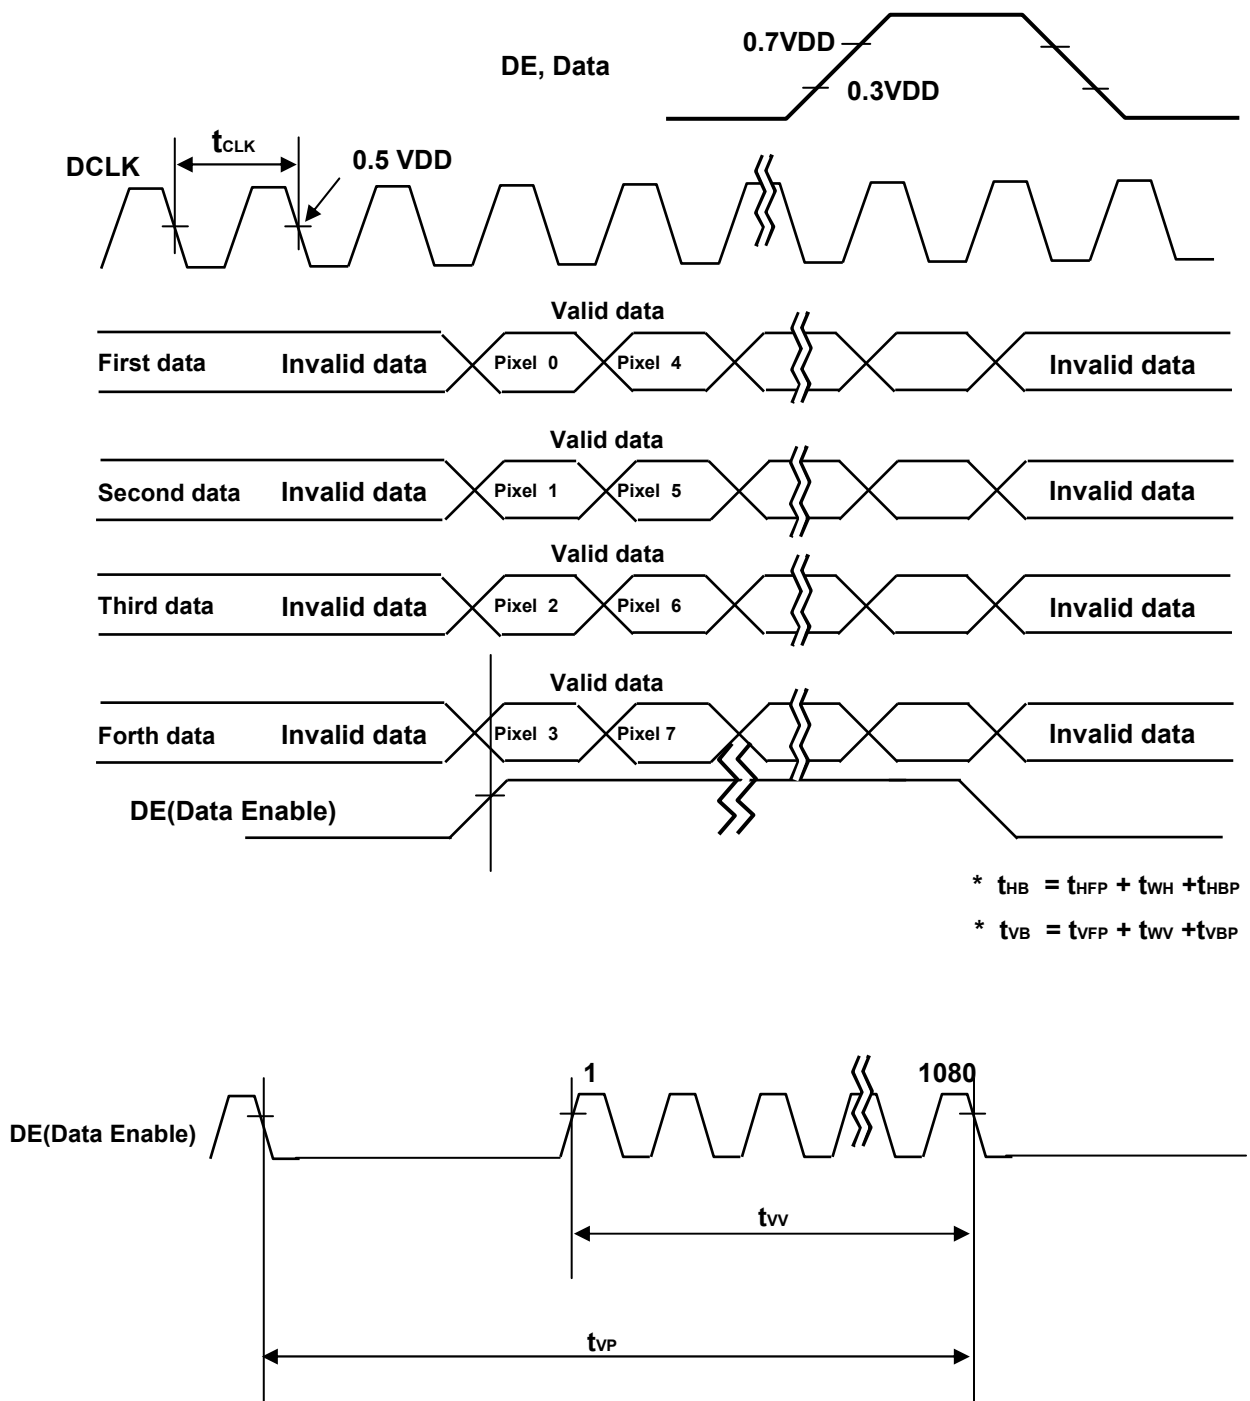 0.7VDD
DE, Data
0.3VDD
tCLK
DCLK
0.5 VDD
Valid data
First data Invalid data Pixel 0 Pixel 4 Invalid data
Valid data
Second data Invalid data Pixel 1 Pixel 5 Invalid data
Valid data
Third data Invalid data Pixel 2 Pixel 6 Invalid data
Valid data
Forth data Invalid data Pixel 3 Pixel 7 Invalid data
DE(Data Enable)
* tHB = tHFP + tWH +tHBP
* tVB = tVFP + tWV +tVBP
1 1080
DE(Data Enable)
tVV
tVP